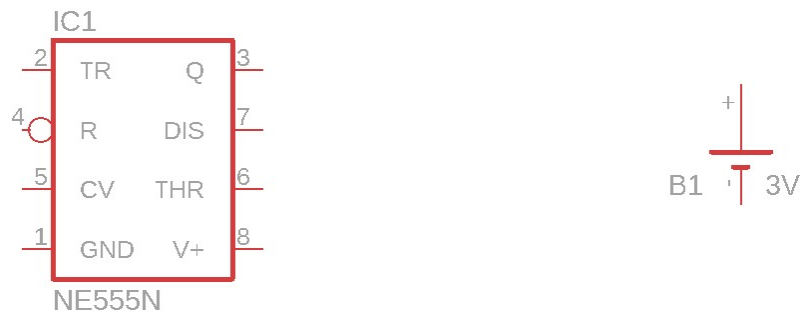 IC1
2 TR Q 3
4 R DIS 7
5 CV THR 6
1 GND V+ 8
NE555N
+
B1 - 3V